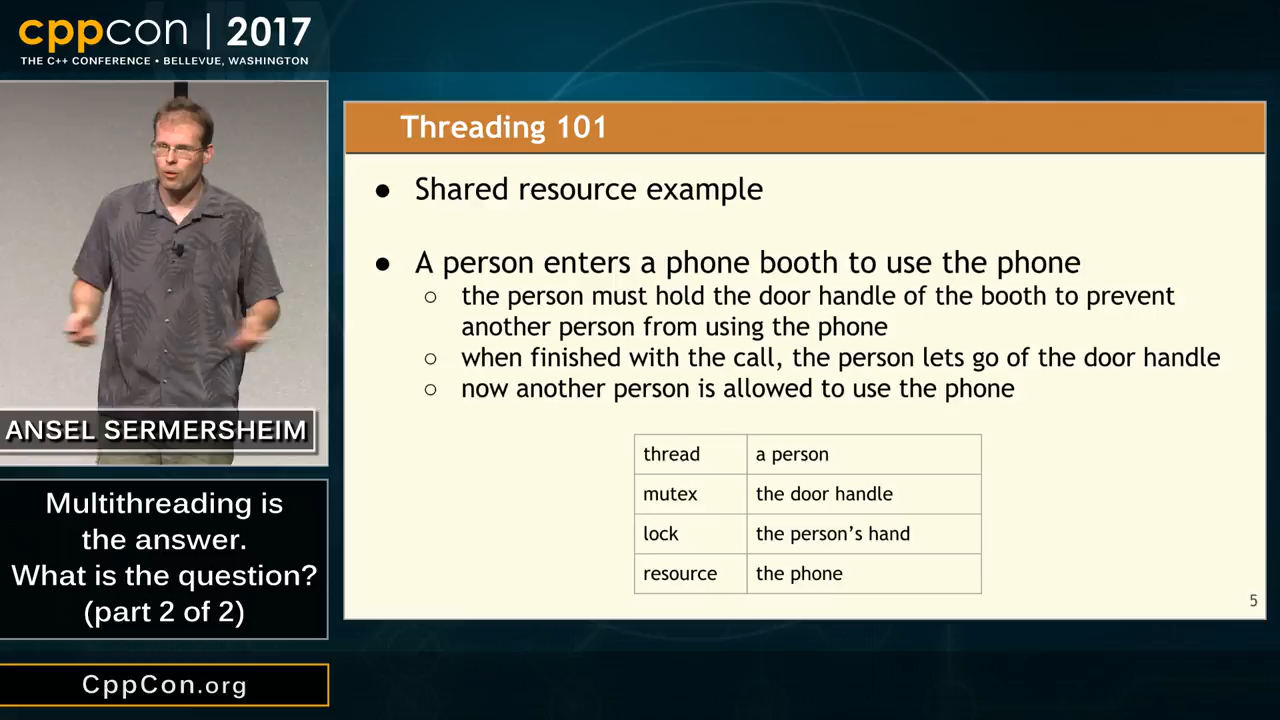 cppcon | 2017
THE C++ CONFERENCE • BELLEVUE, WASHINGTON
ANSEL SERMERSHEIM
Multithreading is
the answer.
What is the question?
(part 2 of 2)
CppCon.org
Threading 101
● Shared resource example
● A person enters a phone booth to use the phone
○ the person must hold the door handle of the booth to prevent
another person from using the phone
○ when finished with the call, the person lets go of the door handle
○ now another person is allowed to use the phone
thread a person
mutex the door handle
lock the person's hand
resource the phone
5